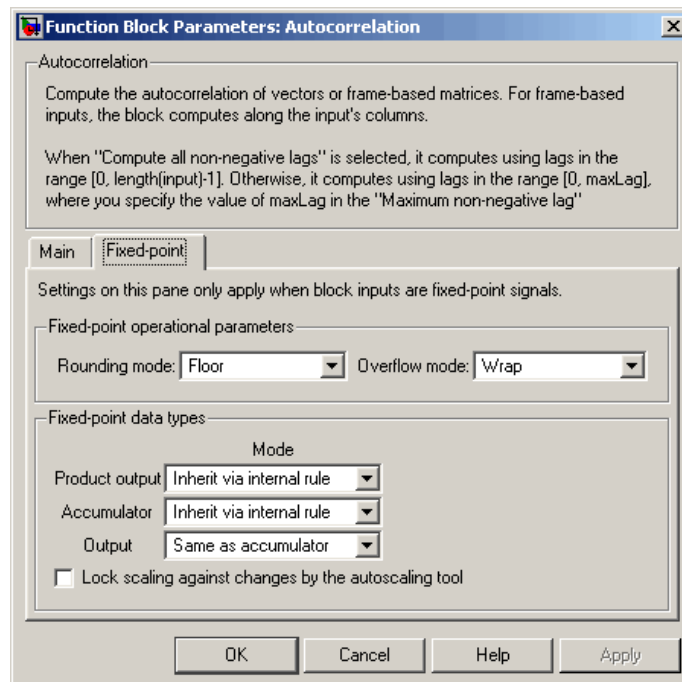 Function Block Parameters: Autocorrelation
Autocorrelation
Compute the autocorrelation of vectors or frame-based matrices. For frame-based
inputs, the block computes along the input's columns.
When "Compute all non-negative lags" is selected, it computes using lags in the
range [0, length(input)-1]. Otherwise, it computes using lags in the range [0, maxLag],
where you specify the value of maxLag in the "Maximum non-negative lag"
Main Fixed-point
Settings on this pane only apply when block inputs are fixed-point signals.
Fixed-point operational parameters
Rounding mode: Floor Overflow mode: Wrap
Fixed-point data types
Mode
Product output Inherit via internal rule
Accumulator Inherit via internal rule
Output Same as accumulator
Lock scaling against changes by the autoscaling tool
OK Cancel Help Apply